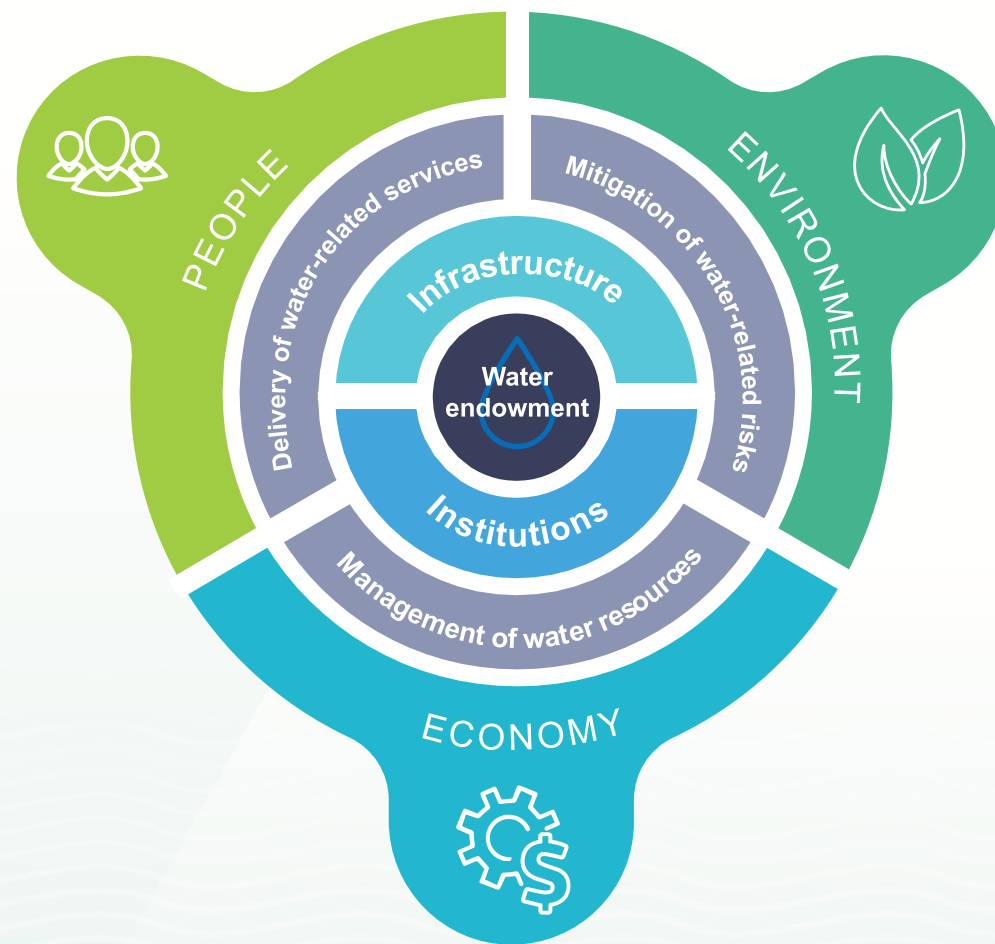 PEOPLE
ENVIRONMENT
Delivery of water-related services
Mitigation of water-related risks
Infrastructure
Water
endowment
Institutions
Management of water resources
ECONOMY